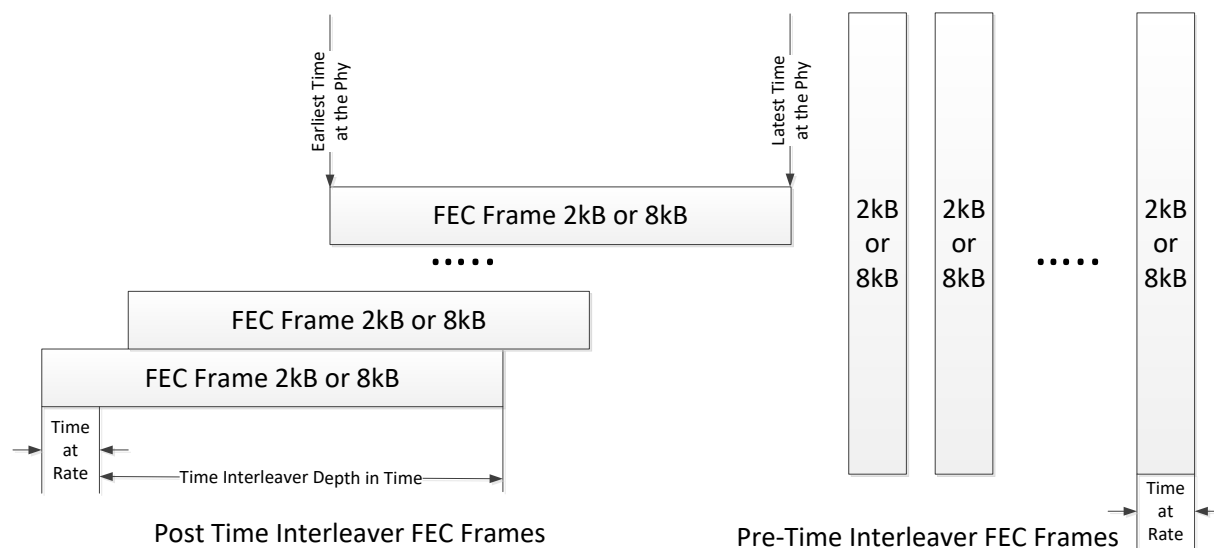 Earliest Time
at the Phy
Latest Time
at the Phy
FEC Frame 2kB or 8kB
.....
FEC Frame 2kB or 8kB
FEC Frame 2kB or 8kB
Time
at
Rate
Time Interleaver Depth in Time
Post Time Interleaver FEC Frames
2kB
or
8kB
2kB
or
8kB
.....
2kB
or
8kB
Time
at
Rate
Pre-Time Interleaver FEC Frames